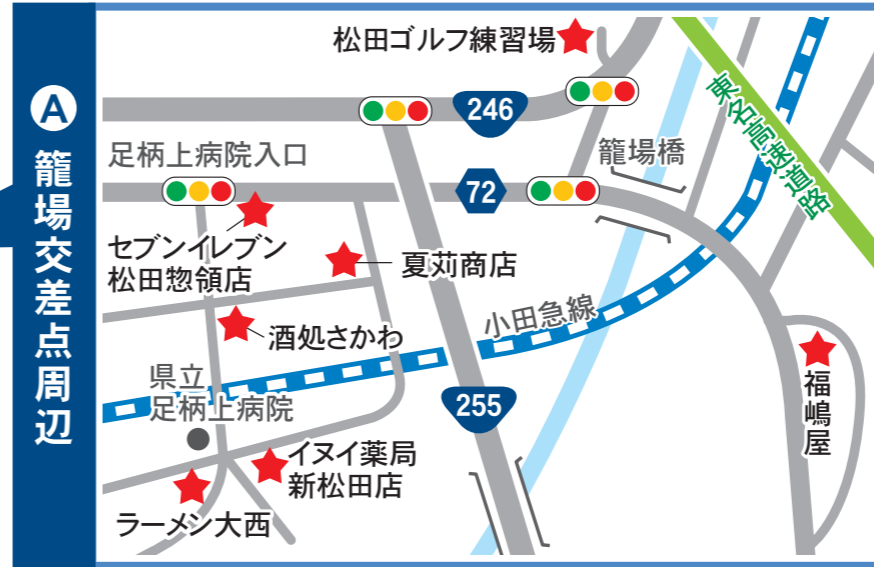 A
籠場交差点周辺
松田ゴルフ練習場
246
東名高速道路
足柄上病院入口
籠場橋
72
セブンイレブン
松田惣領店
夏苅商店
小田急線
酒処さかわ
県立
足柄上病院
255
福嶋屋
イヌイ薬局
新松田店
ラーメン大西